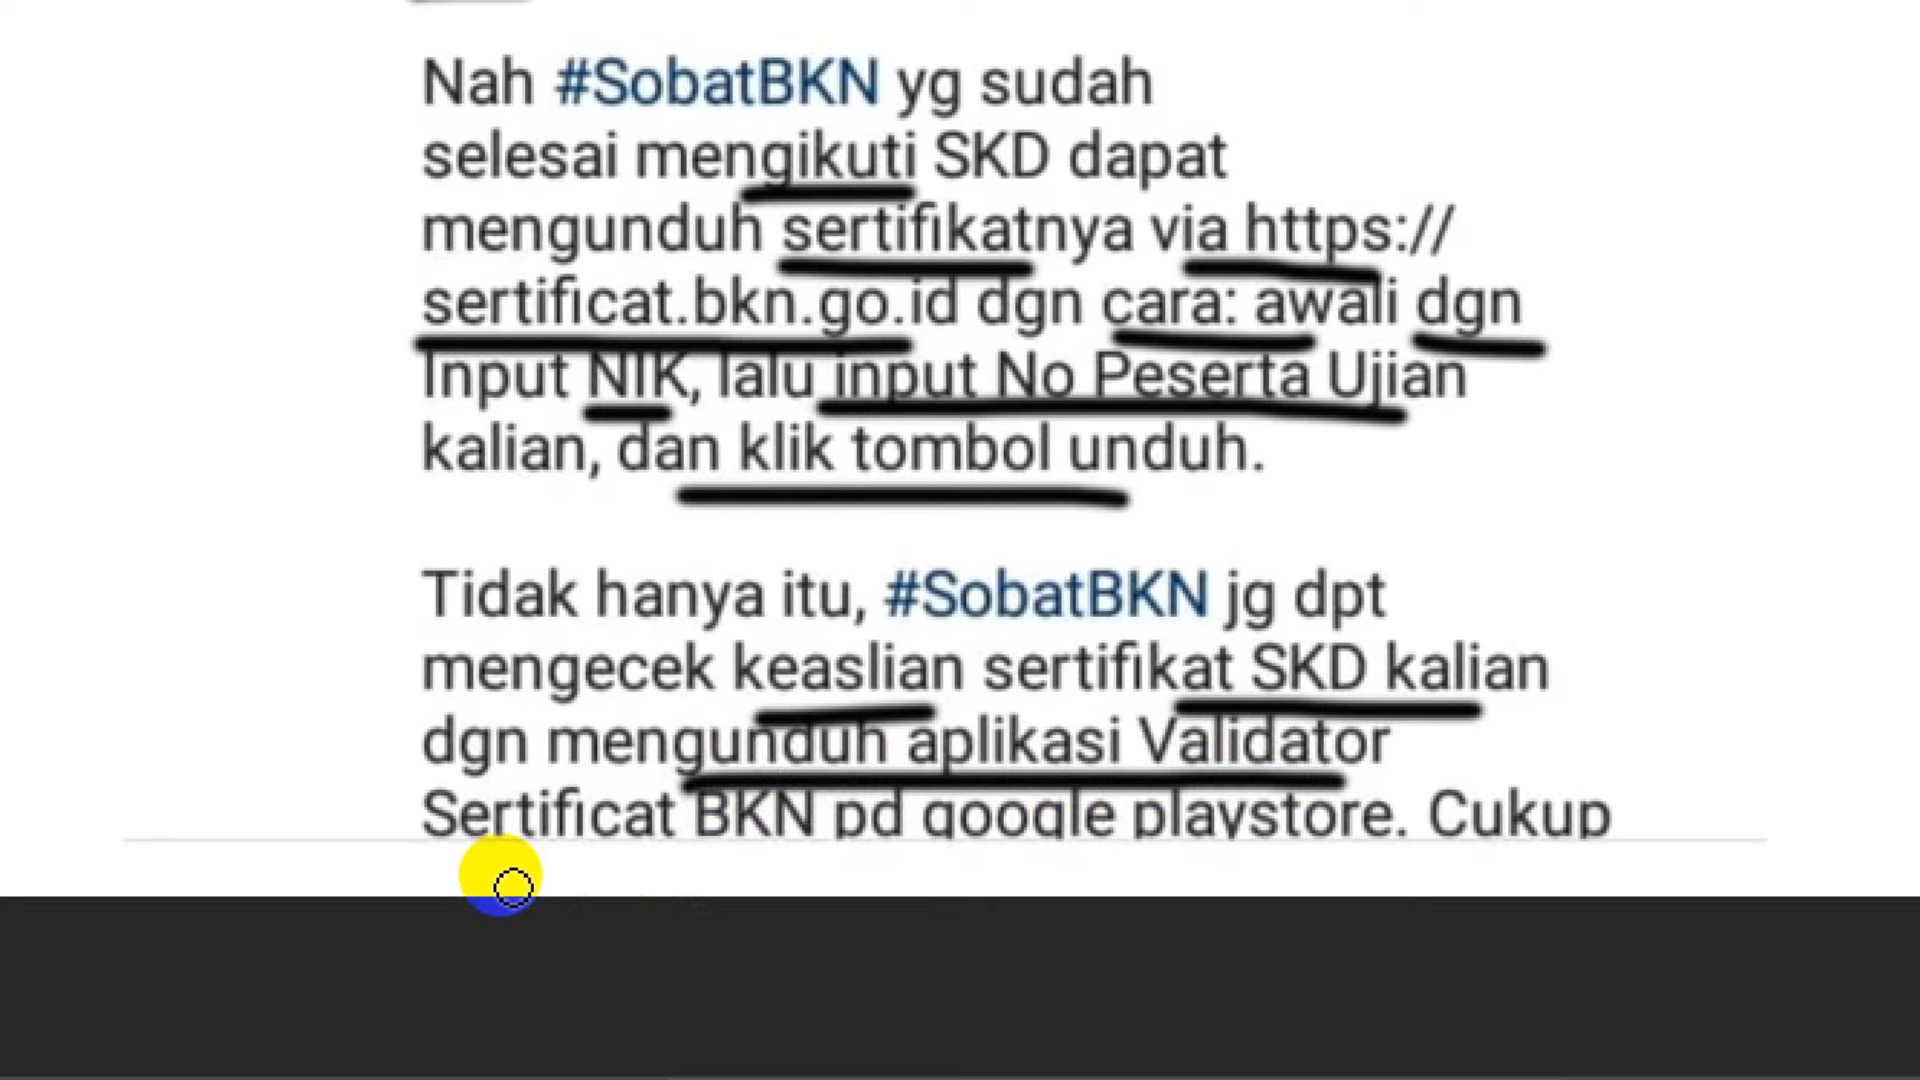 Nah #SobatBKN yg sudah
selesai mengikuti SKD dapat
mengunduh sertifikatnya via https://
sertificat.bkn.go.id dgn cara: awali dgn
Input NIK, lalu input No Peserta Ujian
kalian, dan klik tombol unduh.
Tidak hanya itu, #SobatBKN jg dpt
mengecek keaslian sertifikat SKD kalian
dgn mengunduh aplikasi Validator
Sertificat BKN pd google playstore. Cukup